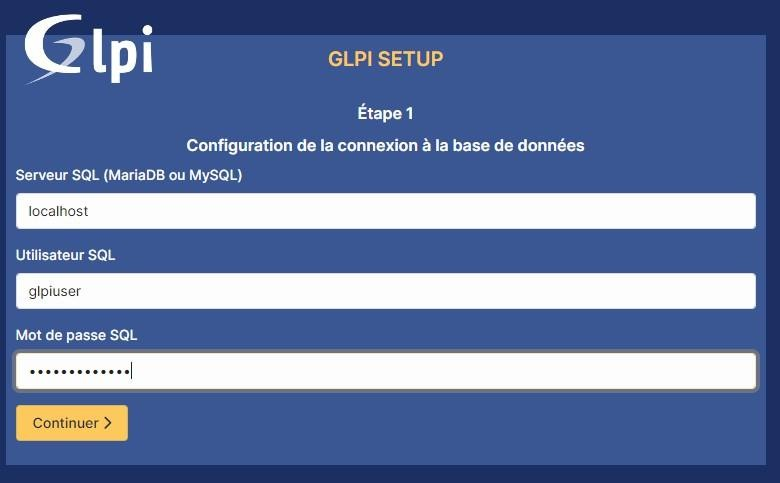 Glpi
GLPI SETUP
Étape 1
Configuration de la connexion à la base de données
Serveur SQL (MariaDB ou MySQL)
localhost
Utilisateur SQL
glpiuser
Mot de passe SQL
•••••••••••••
Continuer >